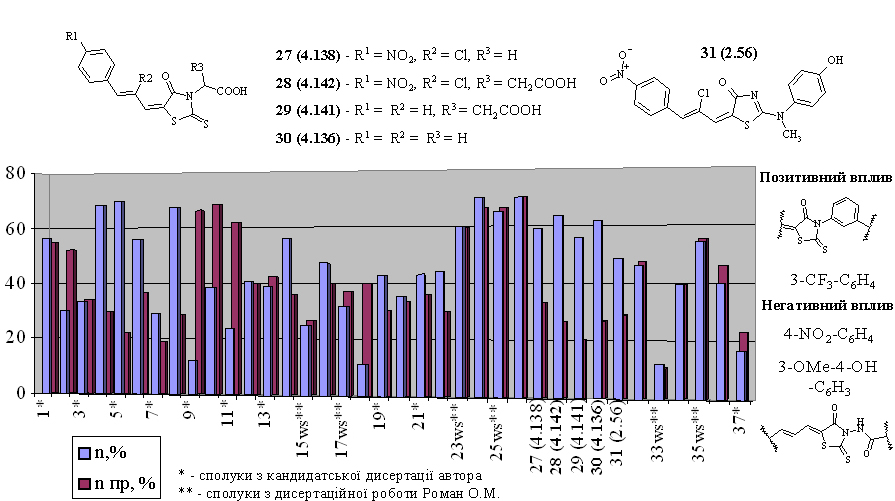 R1
R2
R3
O
N
COOH
S
S
27 (4.138) - R¹ = NO₂, R² = Cl, R³ = H
28 (4.142) - R¹ = NO₂, R² = Cl, R³ = CH₂COOH
29 (4.141) - R¹ = R² = H, R³ = CH₂COOH
30 (4.136) - R¹ = R² = R³ = H
31 (2.56)
O⁻
N⁺
O
Cl
O
N
S
N
CH₃
OH
80
60
40
20
0
1*
3*
5*
7*
9*
11*
13*
15ws**
17ws**
19*
21*
23ws**
25ws**
27 (4.138)
28 (4.142)
29 (4.141)
30 (4.136)
31 (2.56)
33ws**
35ws**
37*
Позитивний вплив
O
N
S
S
3-CF₃-C₆H₄
Негативний вплив
4-NO₂-C₆H₄
3-OMe-4-OH
-C₆H₃
O
H
N
N
S
S
O
n,%
n пр,%
* - сполуки з кандидатської дисертації автора
** - сполуки з дисертаційної роботи Роман О.М.